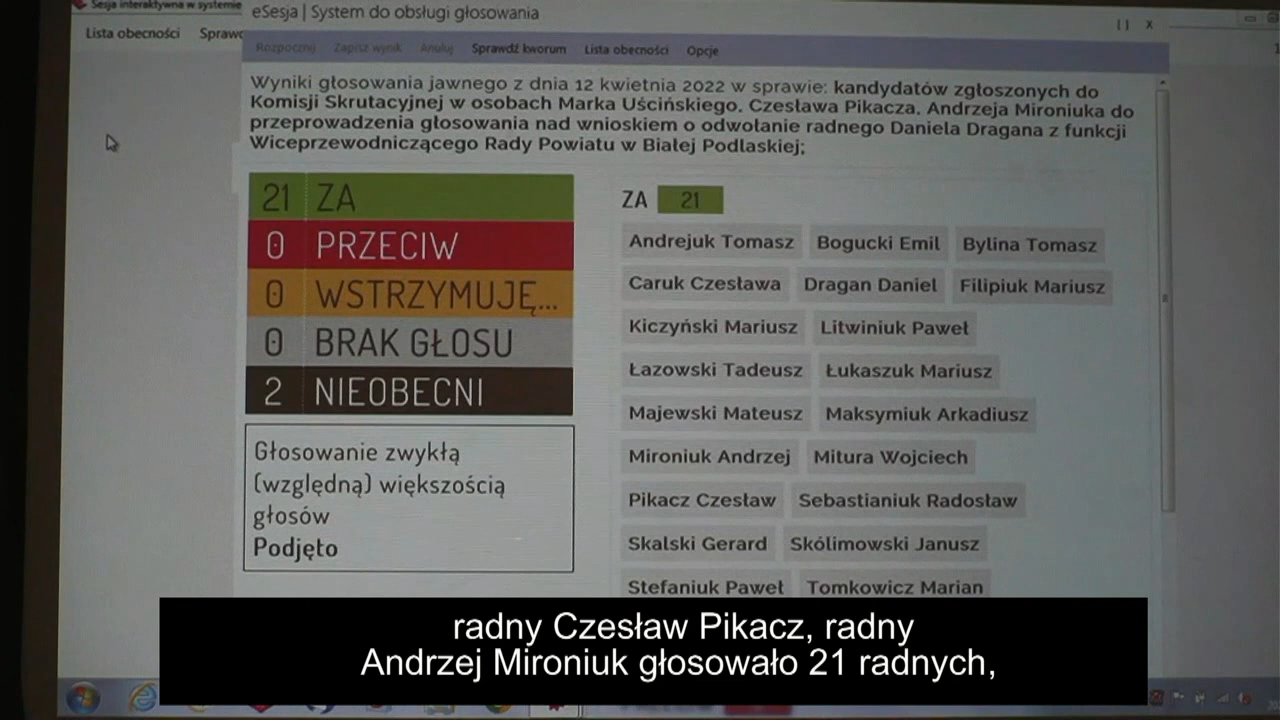 Sesja interaktywna w systemie
eSesja | System do obsługi głosowania
Lista obecności
Rozpocznij Zapisz wynik Anuluj Sprawdź kworum Lista obecności Opcje
Wyniki głosowania jawnego z dnia 12 kwietnia 2022 w sprawie: kandydatów zgłoszonych do
Komisji Skrutacyjnej w osobach Marka Uścińskiego, Czesława Pikacza, Andrzeja Mironiuka do
przeprowadzenia głosowania nad wnioskiem o odwołanie radnego Daniela Dragana z funkcji
Wiceprzewodniczącego Rady Powiatu w Białej Podlaskiej;
21 ZA
0 PRZECIW
0 WSTRZYMUJĘ...
0 BRAK GŁOSU
2 NIEOBECNI
Głosowanie zwykłą
(względną) większością
głosów
Podjęto
ZA 21
Andrejuk Tomasz Bogucki Emil Bylina Tomasz
Caruk Czesława Dragan Daniel Filipiuk Mariusz
Kiczyński Mariusz Litwiniuk Paweł
Łazowski Tadeusz Łukaszuk Mariusz
Majewski Mateusz Maksymiuk Arkadiusz
Mironiuk Andrzej Mitura Wojciech
Pikacz Czesław Sebastianiuk Radosław
Skalski Gerard Skólimowski Janusz
Stefaniuk Paweł Tomkowicz Marian
radny Czesław Pikacz, radny
Andrzej Mironiuk głosowało 21 radnych,